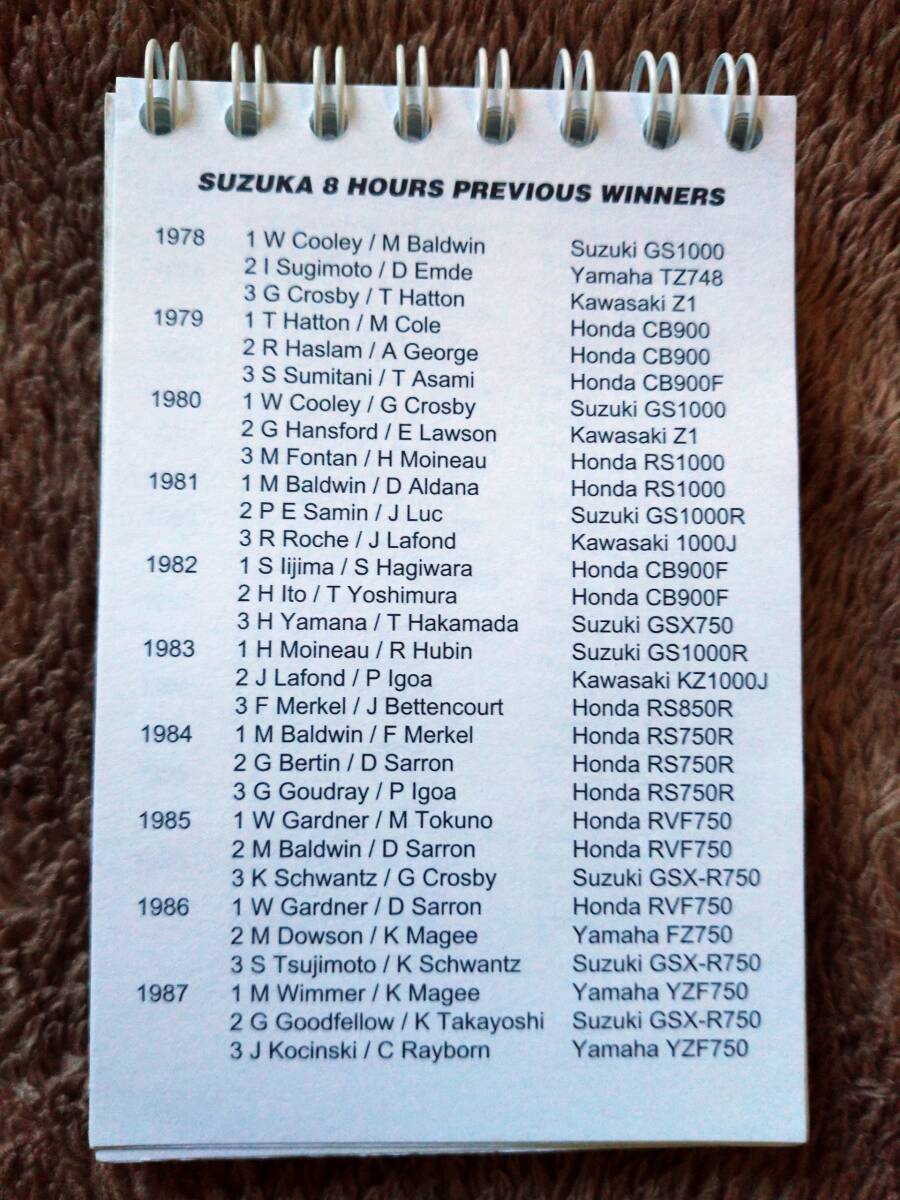 SUZUKA 8 HOURS PREVIOUS WINNERS
1978 1 W Cooley / M Baldwin Suzuki GS1000
2 I Sugimoto / D Emde Yamaha TZ748
3 G Crosby / T Hatton Kawasaki Z1
1979 1 T Hatton / M Cole Honda CB900
2 R Haslam / A George Honda CB900
3 S Sumitani / T Asami Honda CB900F
1980 1 W Cooley / G Crosby Suzuki GS1000
2 G Hansford / E Lawson Kawasaki Z1
3 M Fontan / H Moineau Honda RS1000
1981 1 M Baldwin / D Aldana Honda RS1000
2 P E Samin / J Luc Suzuki GS1000R
3 R Roche / J Lafond Kawasaki 1000J
1982 1 S Iijima / S Hagiwara Honda CB900F
2 H Ito / T Yoshimura Honda CB900F
3 H Yamana / T Hakamada Suzuki GSX750
1983 1 H Moineau / R Hubin Suzuki GS1000R
2 J Lafond / P Igoa Kawasaki KZ1000J
3 F Merkel / J Bettencourt Honda RS850R
1984 1 M Baldwin / F Merkel Honda RS750R
2 G Bertin / D Sarron Honda RS750R
3 G Goudray / P Igoa Honda RS750R
1985 1 W Gardner / M Tokuno Honda RVF750
2 M Baldwin / D Sarron Honda RVF750
3 K Schwantz / G Crosby Suzuki GSX-R750
1986 1 W Gardner / D Sarron Honda RVF750
2 M Dowson / K Magee Yamaha FZ750
3 S Tsujimoto / K Schwantz Suzuki GSX-R750
1987 1 M Wimmer / K Magee Yamaha YZF750
2 G Goodfellow / K Takayoshi Suzuki GSX-R750
3 J Kocinski / C Rayborn Yamaha YZF750